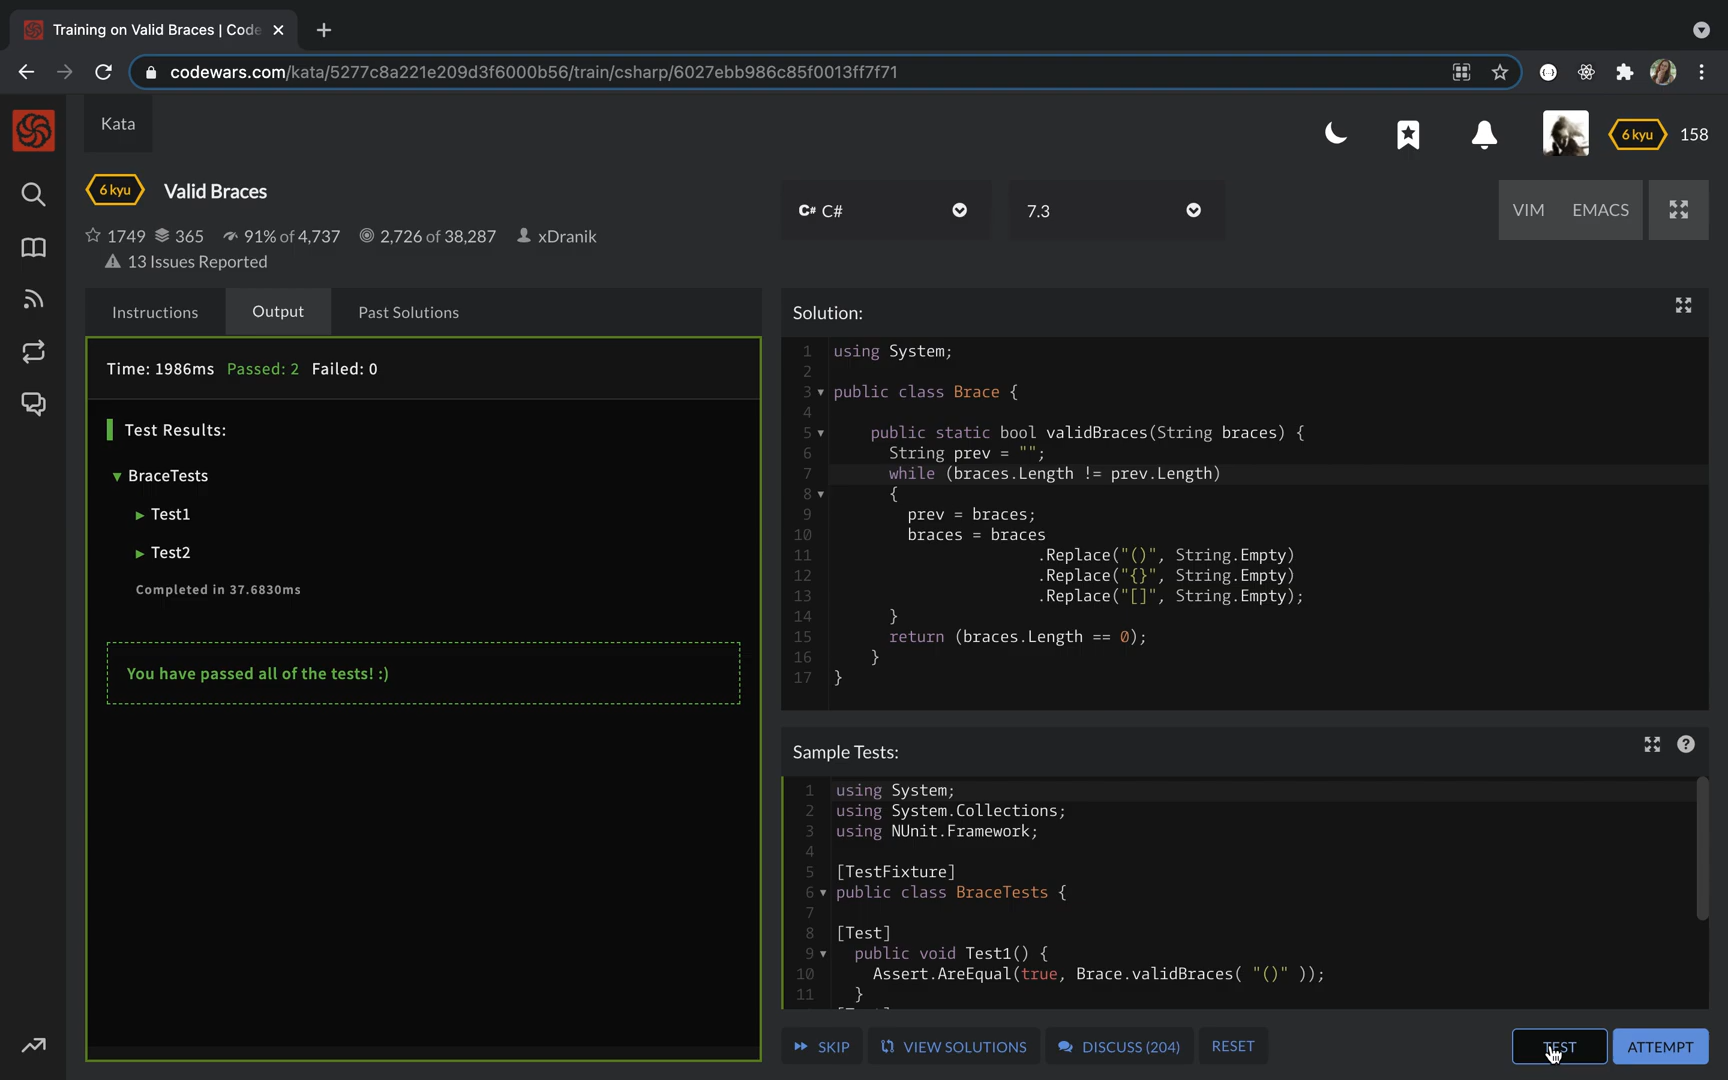 Training on Valid Braces | Code
codewars.com/kata/5277c8a221e209d3f6000b56/train/csharp/6027ebb986c85f0013ff7f71
Kata
6 kyu 158
6 kyu Valid Braces
1749 365 91% of 4,737 2,726 of 38,287 xDranik
13 Issues Reported
C# C#
7.3
VIM EMACS
Instructions Output Past Solutions
Time: 1986ms Passed: 2 Failed: 0
Test Results:
BraceTests
Test1
Test2
Completed in 37.6830ms
You have passed all of the tests! :)
Solution:
1 using System;
2
3 public class Brace {
4
5 public static bool validBraces(String braces) {
6 String prev = "";
7 while (braces.Length != prev.Length)
8 {
9 prev = braces;
10 braces = braces
11 .Replace("()", String.Empty)
12 .Replace("{}", String.Empty)
13 .Replace("[]", String.Empty);
14 }
15 return (braces.Length == 0);
16 }
17 }
Sample Tests:
1 using System;
2 using System.Collections;
3 using NUnit.Framework;
4
5 [TestFixture]
6 public class BraceTests {
7
8 [Test]
9 public void Test1() {
10 Assert.AreEqual(true, Brace.validBraces( "()" ));
11 }
SKIP VIEW SOLUTIONS DISCUSS (204) RESET
TEST ATTEMPT